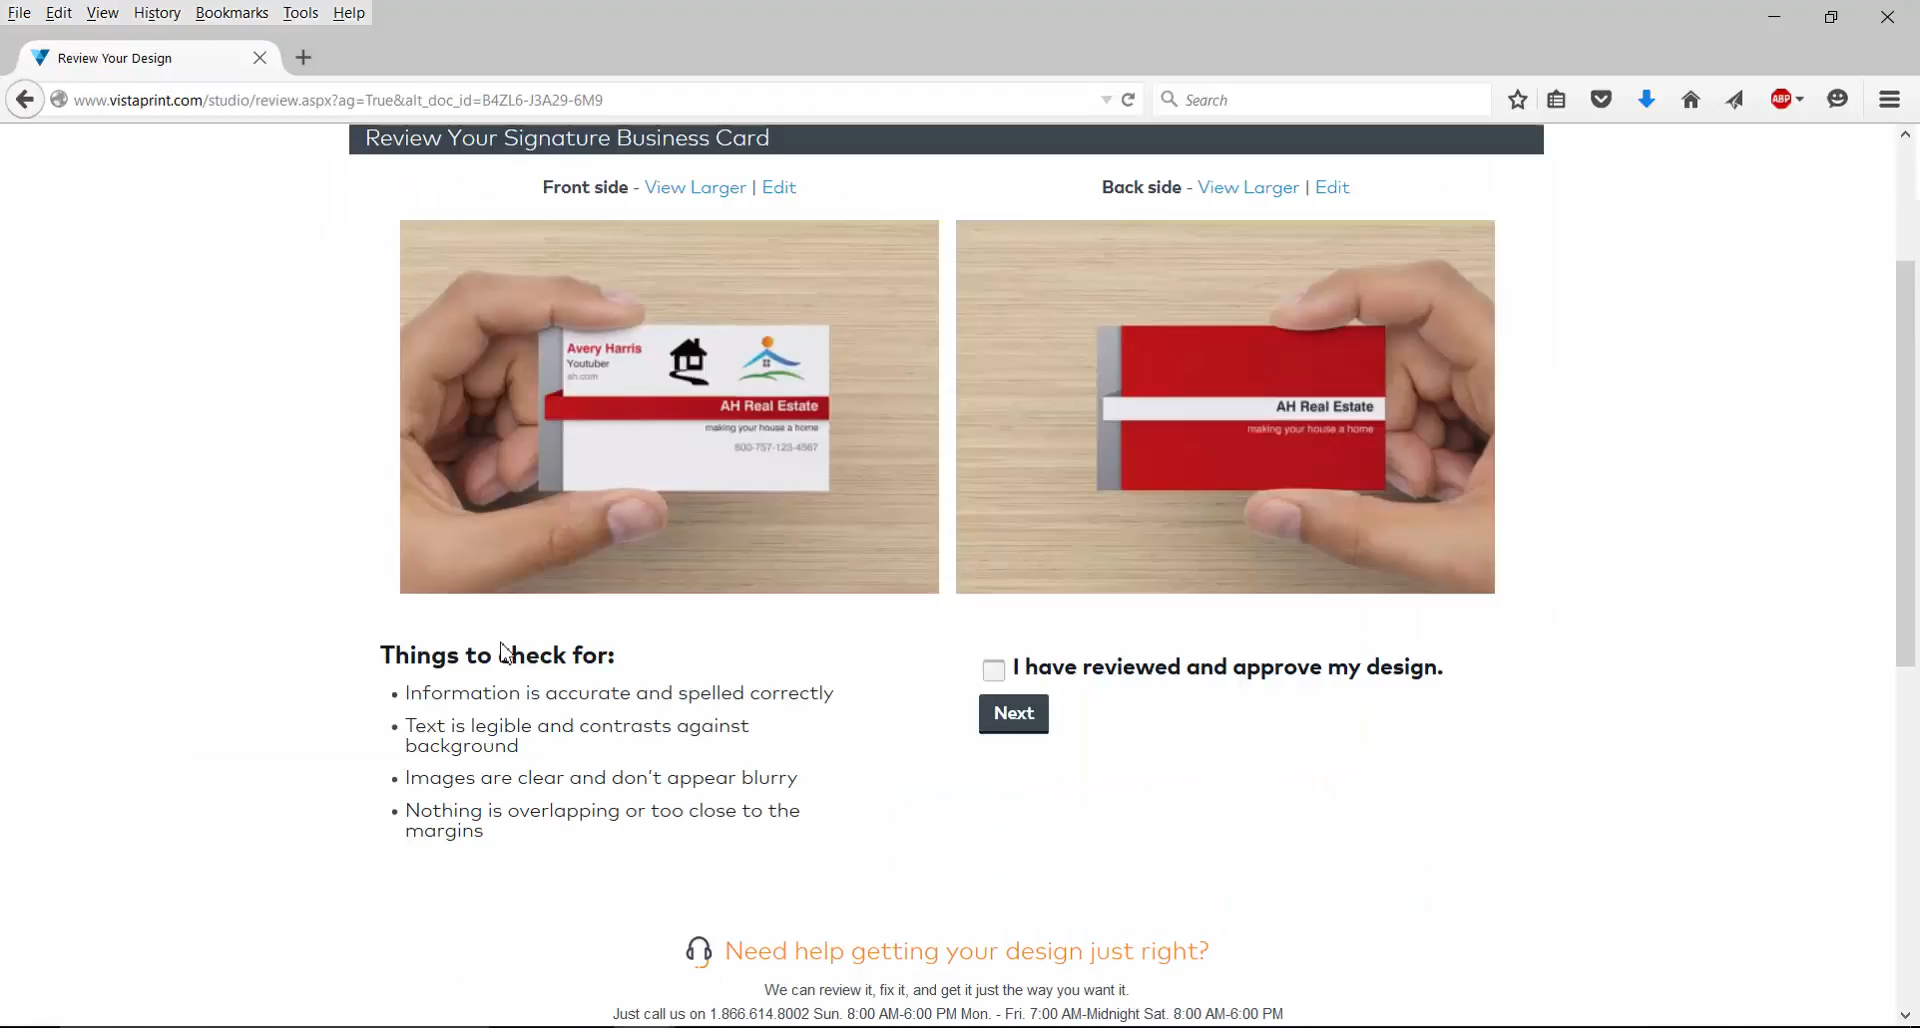 File Edit View History Bookmarks Tools Help
Review Your Design
www.vistaprint.com/studio/review.aspx?ag=True&alt_doc_id=B4ZL6-J3A29-6M9
Search
ABP
Review Your Signature Business Card
Front side - View Larger | Edit
Back side - View Larger | Edit
Avery Harris
Youtuber
ah.com
AH Real Estate
making your house a home
800-757-123-4567
AH Real Estate
making your house a home
Things to check for:
• Information is accurate and spelled correctly
• Text is legible and contrasts against
background
• Images are clear and don't appear blurry
• Nothing is overlapping or too close to the
margins
I have reviewed and approve my design.
Next
Need help getting your design just right?
We can review it, fix it, and get it just the way you want it.
Just call us on 1.866.614.8002 Sun. 8:00 AM-6:00 PM Mon. - Fri. 7:00 AM-Midnight Sat. 8:00 AM-6:00 PM